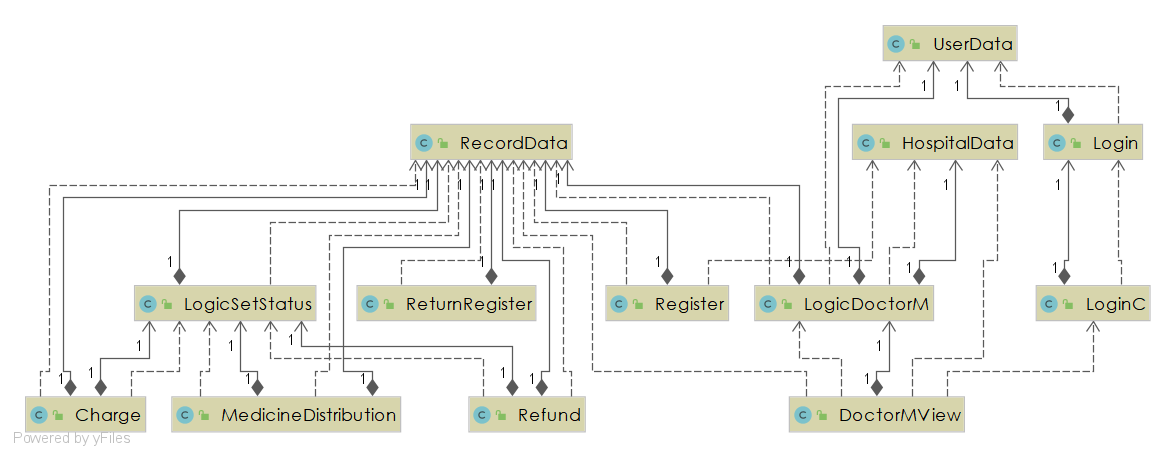 C UserData
C RecordData
C HospitalData
C Login
C LogicSetStatus
C ReturnRegister
C Register
C LogicDoctorM
C LoginC
C Charge
C MedicineDistribution
C Refund
C DoctorMView
1 1
1
1 1 1 1 1
1
1 1 1 1 1 1
1 1 1
1 1 1 1 1 1 1
Powered by yFiles